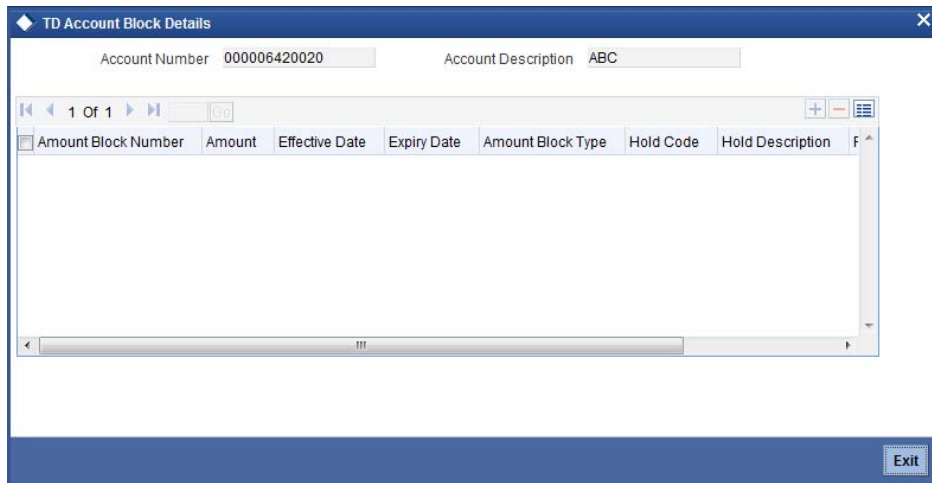 TD Account Block Details
Account Number 000006420020 Account Description ABC
1 Of 1 Go
Amount Block Number Amount Effective Date Expiry Date Amount Block Type Hold Code Hold Description
Exit